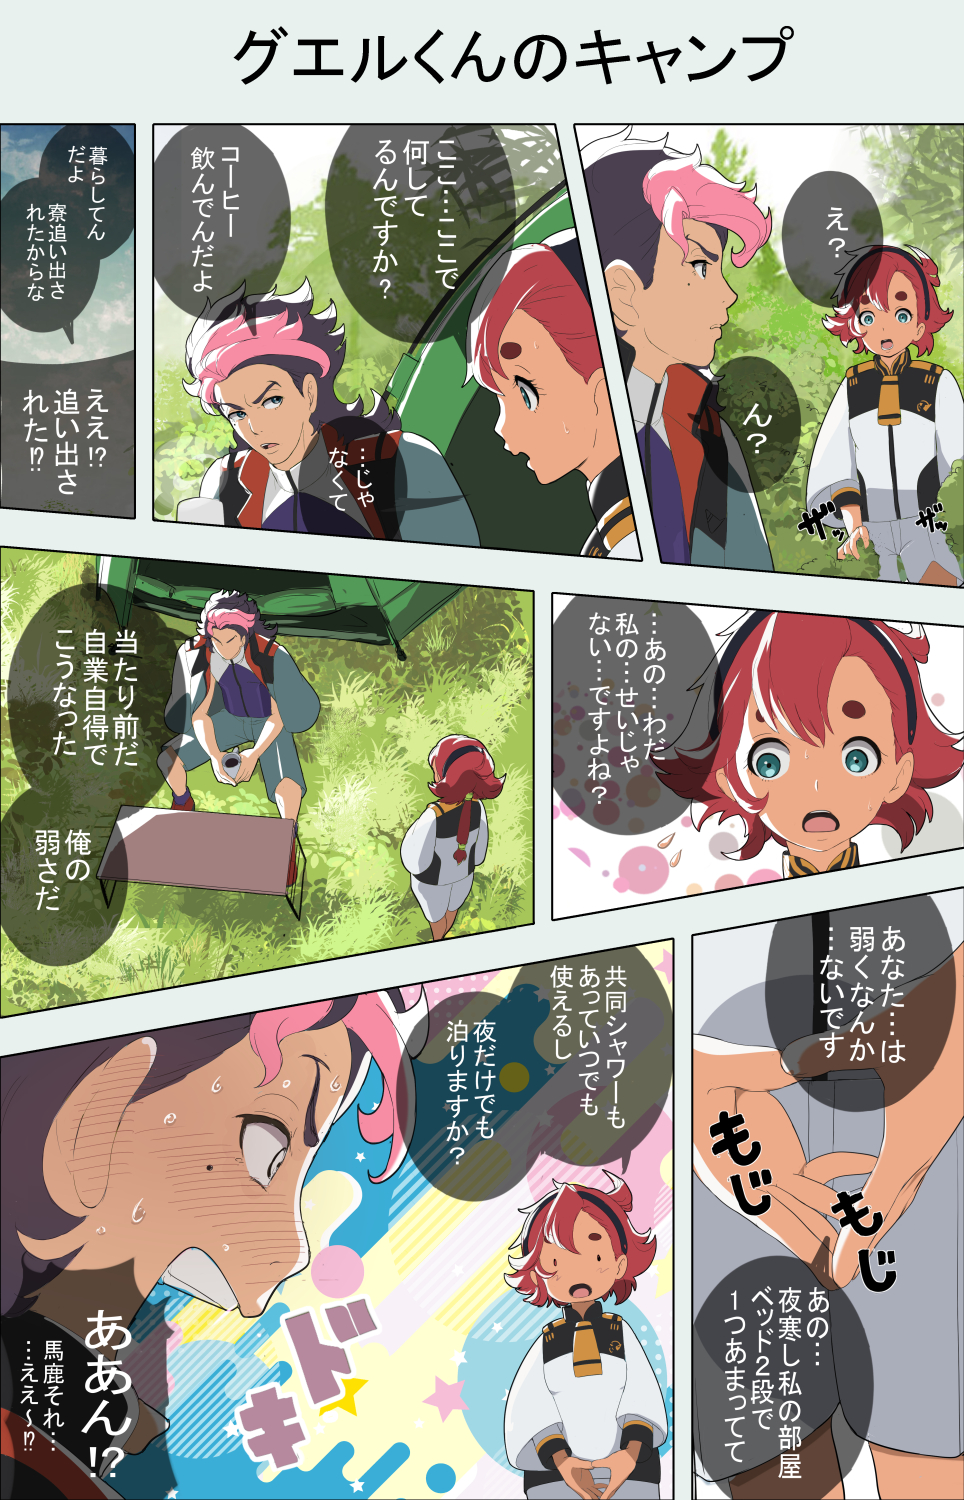 グエルくんのキャンプ
え?
ん?
ザッ
ザッ
ここ…ここで
何して
るんですか?
コーヒー
飲んでんだよ
…じゃ
なくて
暮らしてん
だよ
寮追い出さ
れたからな
ええ!?
追い出さ
れた!?
…あの…わだ
私の…せいじゃ
ない…ですよね?
当たり前だ
自業自得で
こうなった
俺の
弱さだ
あなた…は
弱くなんか
…ないです
もじ
もじ
あの…
夜寒し私の部屋
ベッド2段で
1つあまってて
共同シャワーも
あっていつでも
使えるし
夜だけでも
泊りますか?
ドキ
ああん!?
馬鹿それ…
…ええ~!?